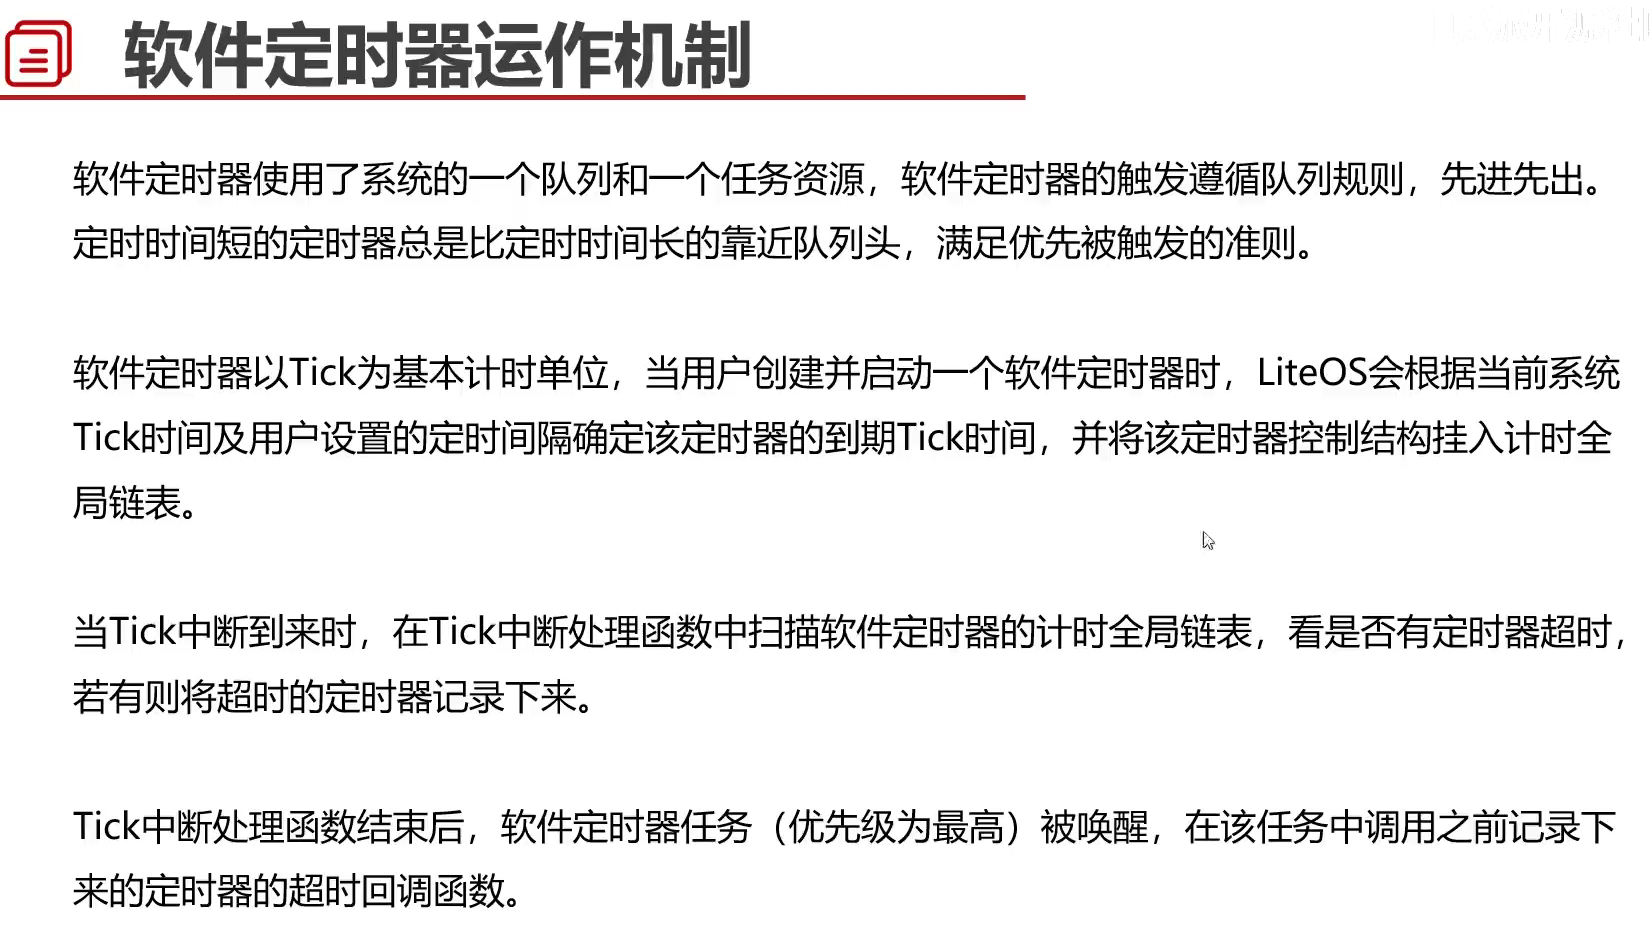 软件定时器运作机制
软件定时器使用了系统的一个队列和一个任务资源，软件定时器的触发遵循队列规则，先进先出。
定时时间短的定时器总是比定时时间长的靠近队列头，满足优先被触发的准则。
软件定时器以Tick为基本计时单位，当用户创建并启动一个软件定时器时，LiteOS会根据当前系统
Tick时间及用户设置的定时间隔确定该定时器的到期Tick时间，并将该定时器控制结构挂入计时全
局链表。
当Tick中断到来时，在Tick中断处理函数中扫描软件定时器的计时全局链表，看是否有定时器超时，
若有则将超时的定时器记录下来。
Tick中断处理函数结束后，软件定时器任务（优先级为最高）被唤醒，在该任务中调用之前记录下
来的定时器的超时回调函数。